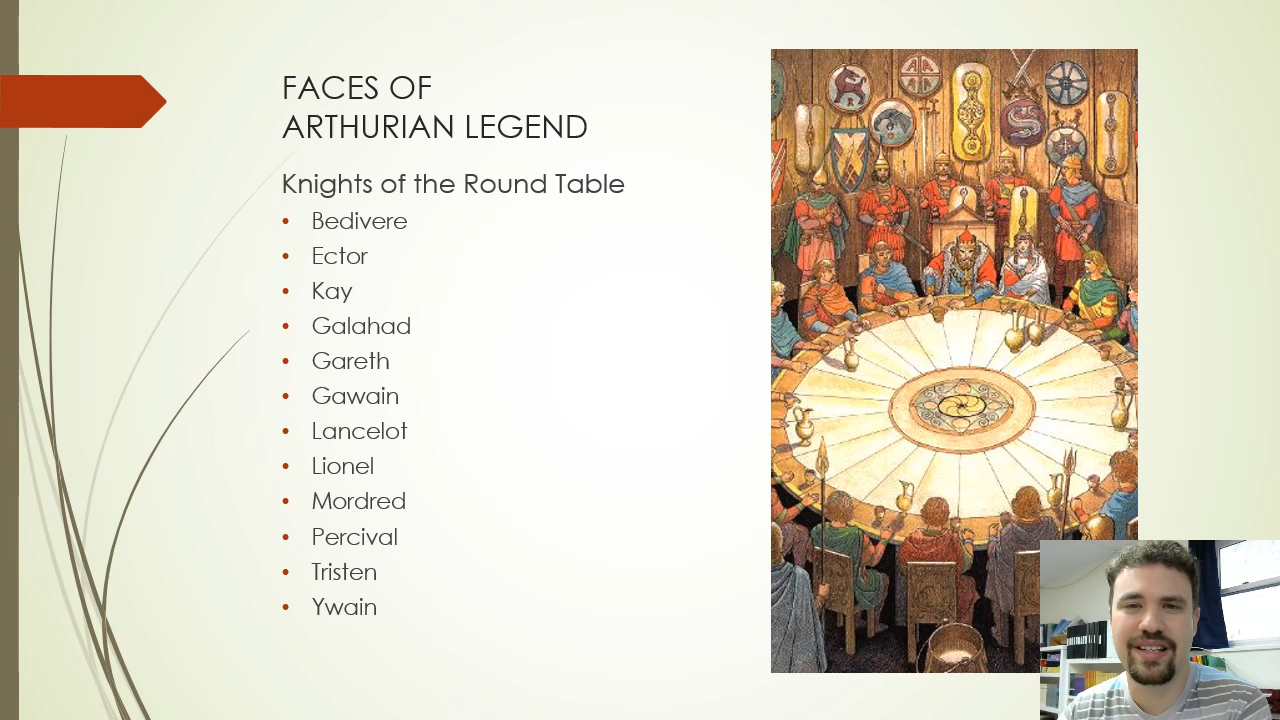 FACES OF
ARTHURIAN LEGEND
Knights of the Round Table
• Bedivere
• Ector
• Kay
• Galahad
• Gareth
• Gawain
• Lancelot
• Lionel
• Mordred
• Percival
• Tristen
• Ywain